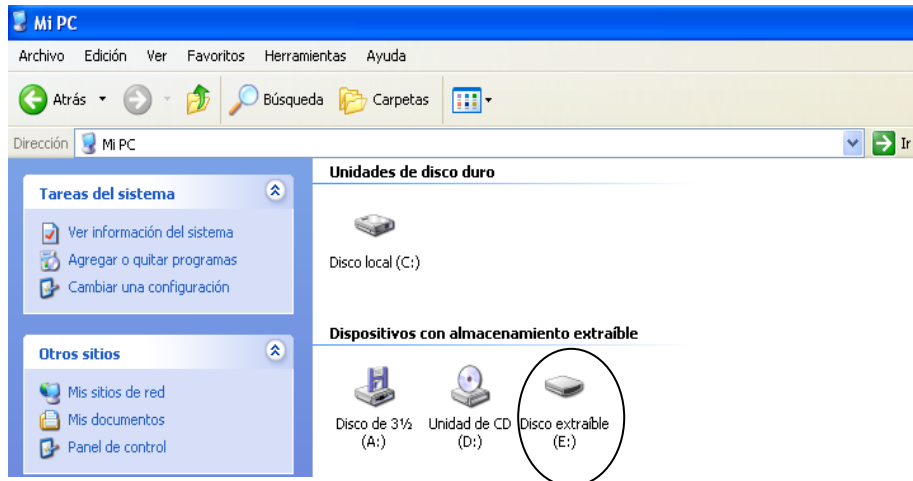 Mi PC
Archivo Edición Ver Favoritos Herramientas Ayuda
Atrás Búsqueda Carpetas
Dirección Mi PC Ir
Tareas del sistema
Ver información del sistema
Agregar o quitar programas
Cambiar una configuración
Otros sitios
Mis sitios de red
Mis documentos
Panel de control
Unidades de disco duro
Disco local (C:)
Dispositivos con almacenamiento extraíble
Disco de 3½ (A:)
Unidad de CD (D:)
Disco extraíble (E:)